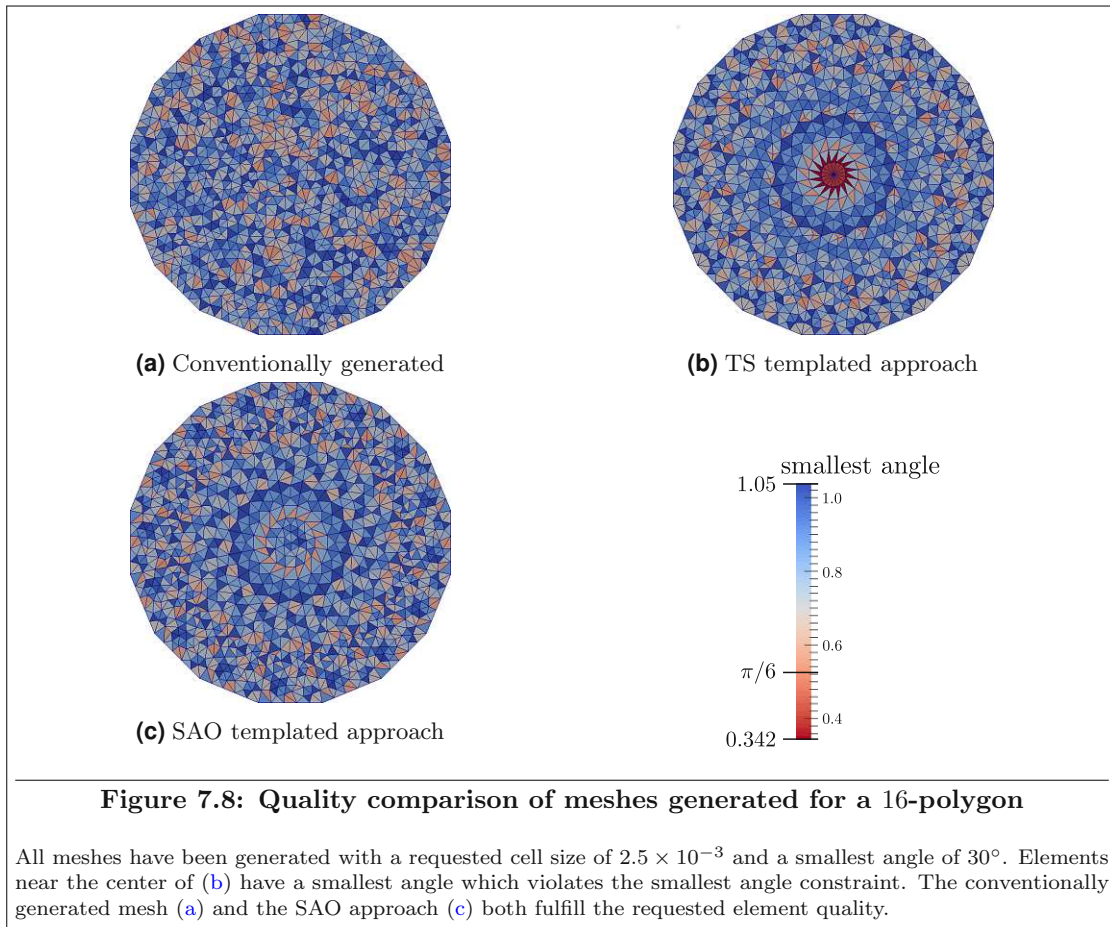 (a) Conventionally generated
(b) TS templated approach
(c) SAO templated approach
smallest angle
1.05
1.0
0.8
0.6
π/6
0.4
0.342
Figure 7.8: Quality comparison of meshes generated for a 16-polygon
All meshes have been generated with a requested cell size of 2.5 × 10⁻³ and a smallest angle of 30°. Elements
near the center of (b) have a smallest angle which violates the smallest angle constraint. The conventionally
generated mesh (a) and the SAO approach (c) both fulfill the requested element quality.